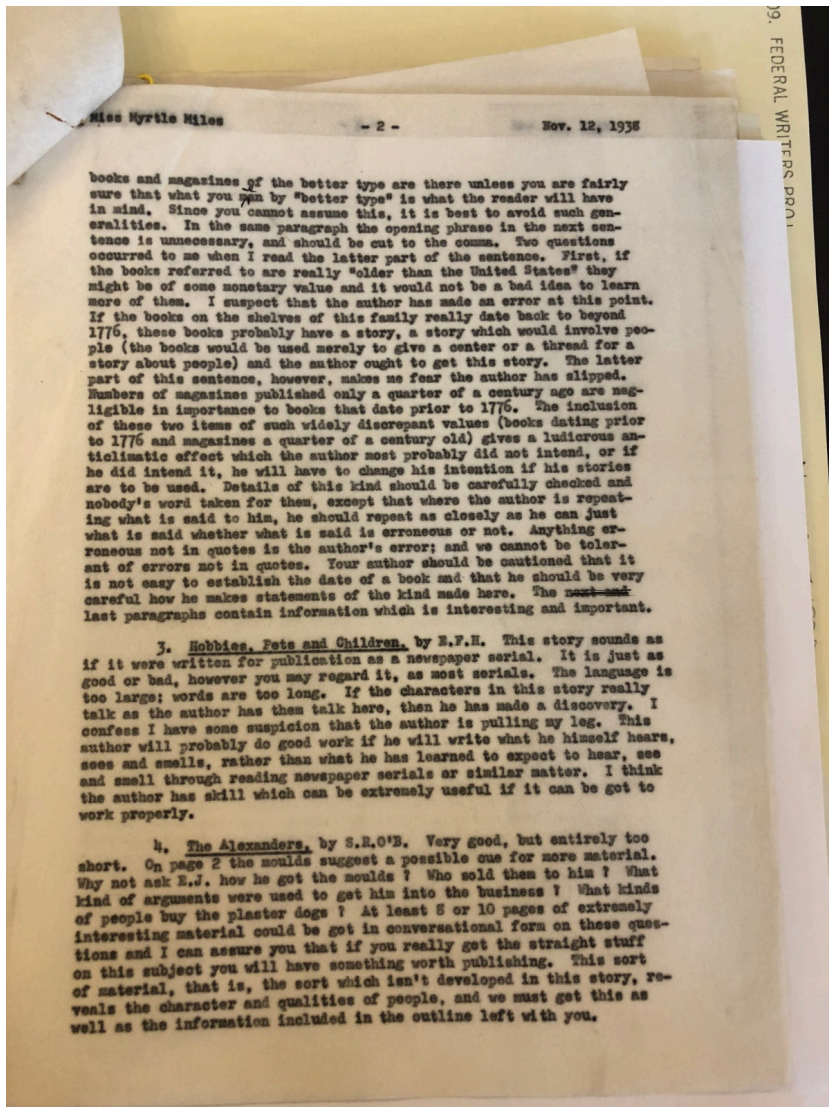 09. FEDERAL WRITERS PROJ
Miss Myrtle Miles - 2 - Nov. 12, 1938
books and magazines of the better type are there unless you are fairly
sure that what you man by "better type" is what the reader will have
in mind. Since you cannot assume this, it is best to avoid such gen-
eralities. In the same paragraph the opening phrase in the next sen-
tence is unnecessary, and should be cut to the comma. Two questions
occurred to me when I read the latter part of the sentence. First, if
the books referred to are really "older than the United States" they
might be of some monetary value and it would not be a bad idea to learn
more of them. I suspect that the author has made an error at this point.
If the books on the shelves of this family really date back to beyond
1776, these books probably have a story, a story which would involve peo-
ple (the books would be used merely to give a center or a thread for a
story about people) and the author ought to get this story. The latter
part of this sentence, however, makes me fear the author has slipped.
Numbers of magazines published only a quarter of a century ago are neg-
ligible in importance to books that date prior to 1776. The inclusion
of these two items of such widely discrepant values (books dating prior
to 1776 and magazines a quarter of a century old) gives a ludicrous an-
ticlimatic effect which the author most probably did not intend, or if
he did intend it, he will have to change his intention if his stories
are to be used. Details of this kind should be carefully checked and
nobody's word taken for them, except that where the author is repeat-
ing what is said to him, he should repeat as closely as he can just
what is said whether what is said is erroneous or not. Anything er-
roneous not in quotes is the author's error; and we cannot be toler-
ant of errors not in quotes. Your author should be cautioned that it
is not easy to establish the date of a book and that he should be very
careful how he makes statements of the kind made here. The next and
last paragraphs contain information which is interesting and important.
3. Hobbies, Pets and Children, by E.F.H. This story sounds as
if it were written for publication as a newspaper serial. It is just as
good or bad, however you may regard it, as most serials. The language is
too large; words are too long. If the characters in this story really
talk as the author has them talk here, then he has made a discovery. I
confess I have some suspicion that the author is pulling my leg. This
author will probably do good work if he will write what he himself hears,
sees and smells, rather than what he has learned to expect to hear, see
and smell through reading newspaper serials or similar matter. I think
the author has skill which can be extremely useful if it can be got to
work properly.
4. The Alexanders, by S.R.O'B. Very good, but entirely too
short. On page 2 the moulds suggest a possible cue for more material.
Why not ask E.J. how he got the moulds ? Who sold them to him ? What
kind of arguments were used to get him into the business ? What kinds
of people buy the plaster dogs ? At least 8 or 10 pages of extremely
interesting material could be got in conversational form on these ques-
tions and I can assure you that if you really get the straight stuff
on this subject you will have something worth publishing. This sort
of material, that is, the sort which isn't developed in this story, re-
veals the character and qualities of people, and we must get this as
well as the information included in the outline left with you.